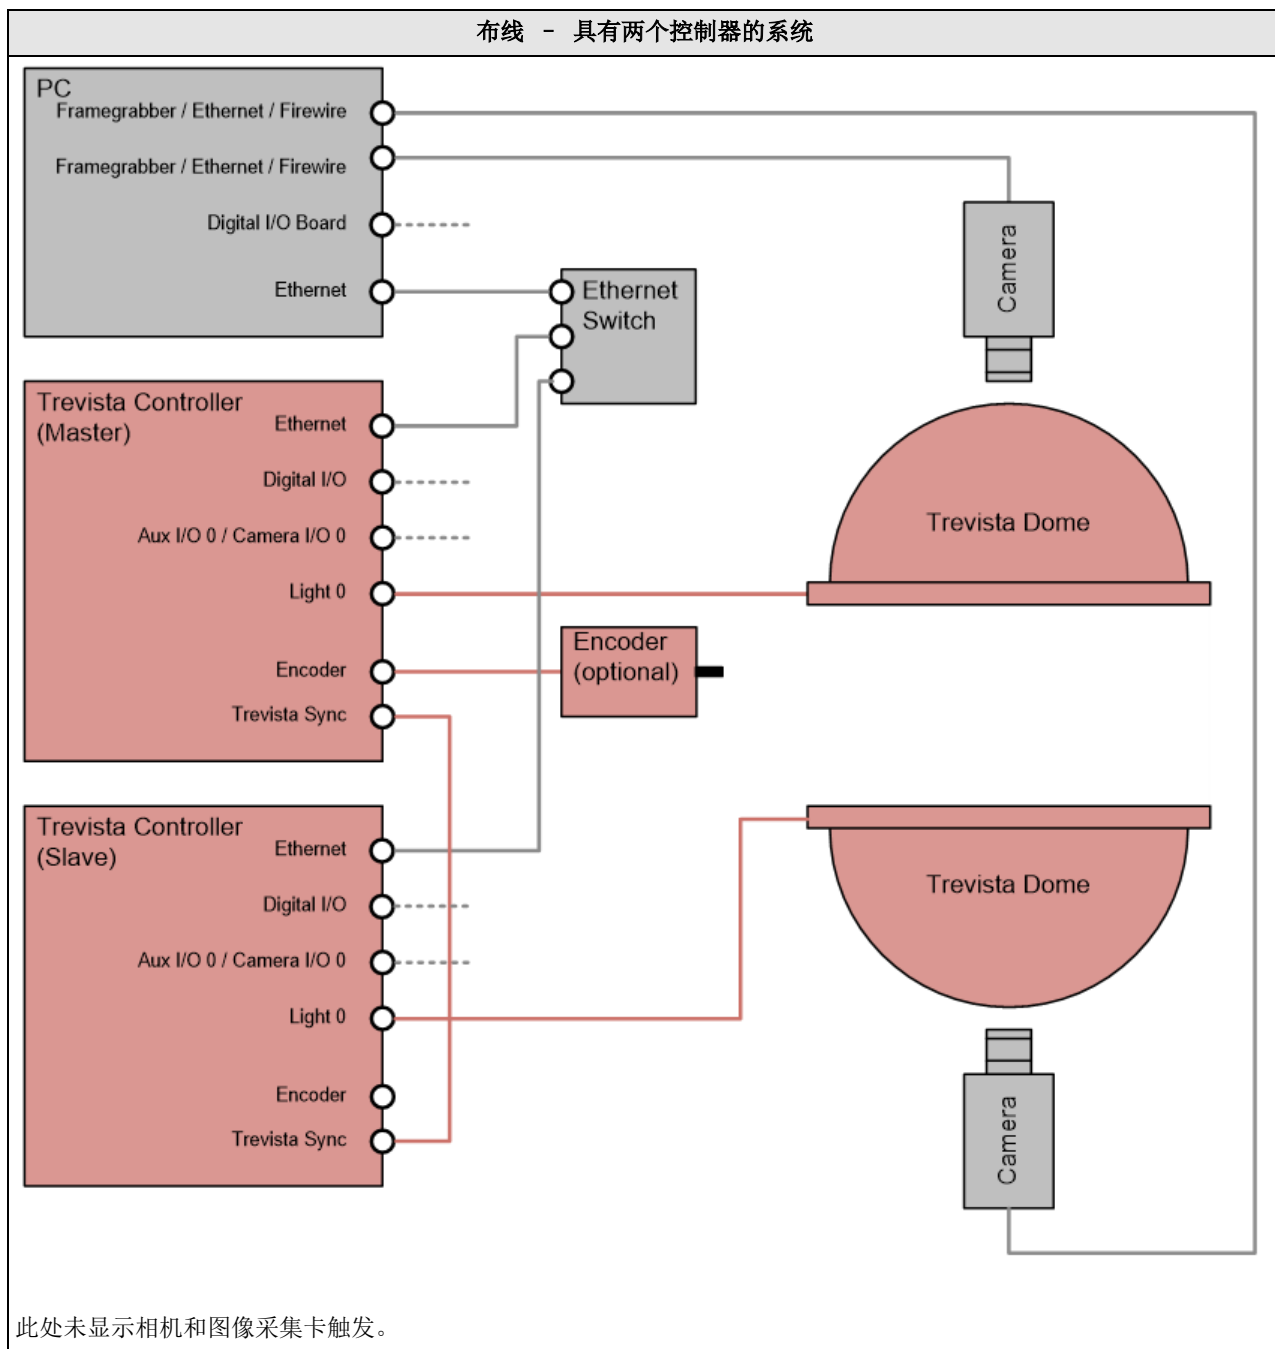 布线 - 具有两个控制器的系统
PC
Framegrabber / Ethernet / Firewire
Framegrabber / Ethernet / Firewire
Digital I/O Board
Ethernet
Ethernet
Switch
Camera
Trevista Controller
(Master)
Ethernet
Digital I/O
Aux I/O 0 / Camera I/O 0
Light 0
Encoder
Trevista Sync
Trevista Dome
Encoder
(optional)
Trevista Controller
(Slave)
Ethernet
Digital I/O
Aux I/O 0 / Camera I/O 0
Light 0
Encoder
Trevista Sync
Trevista Dome
Camera
此处未显示相机和图像采集卡触发。